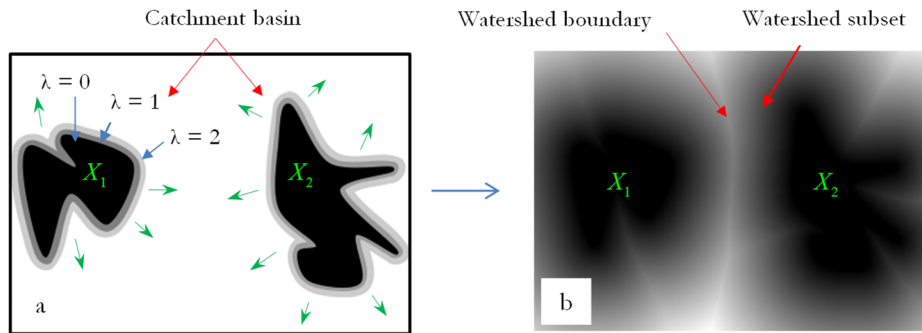 Catchment basin
Watershed boundary
Watershed subset
λ = 0
λ = 1
λ = 2
X1
X2
a
X1
X2
b